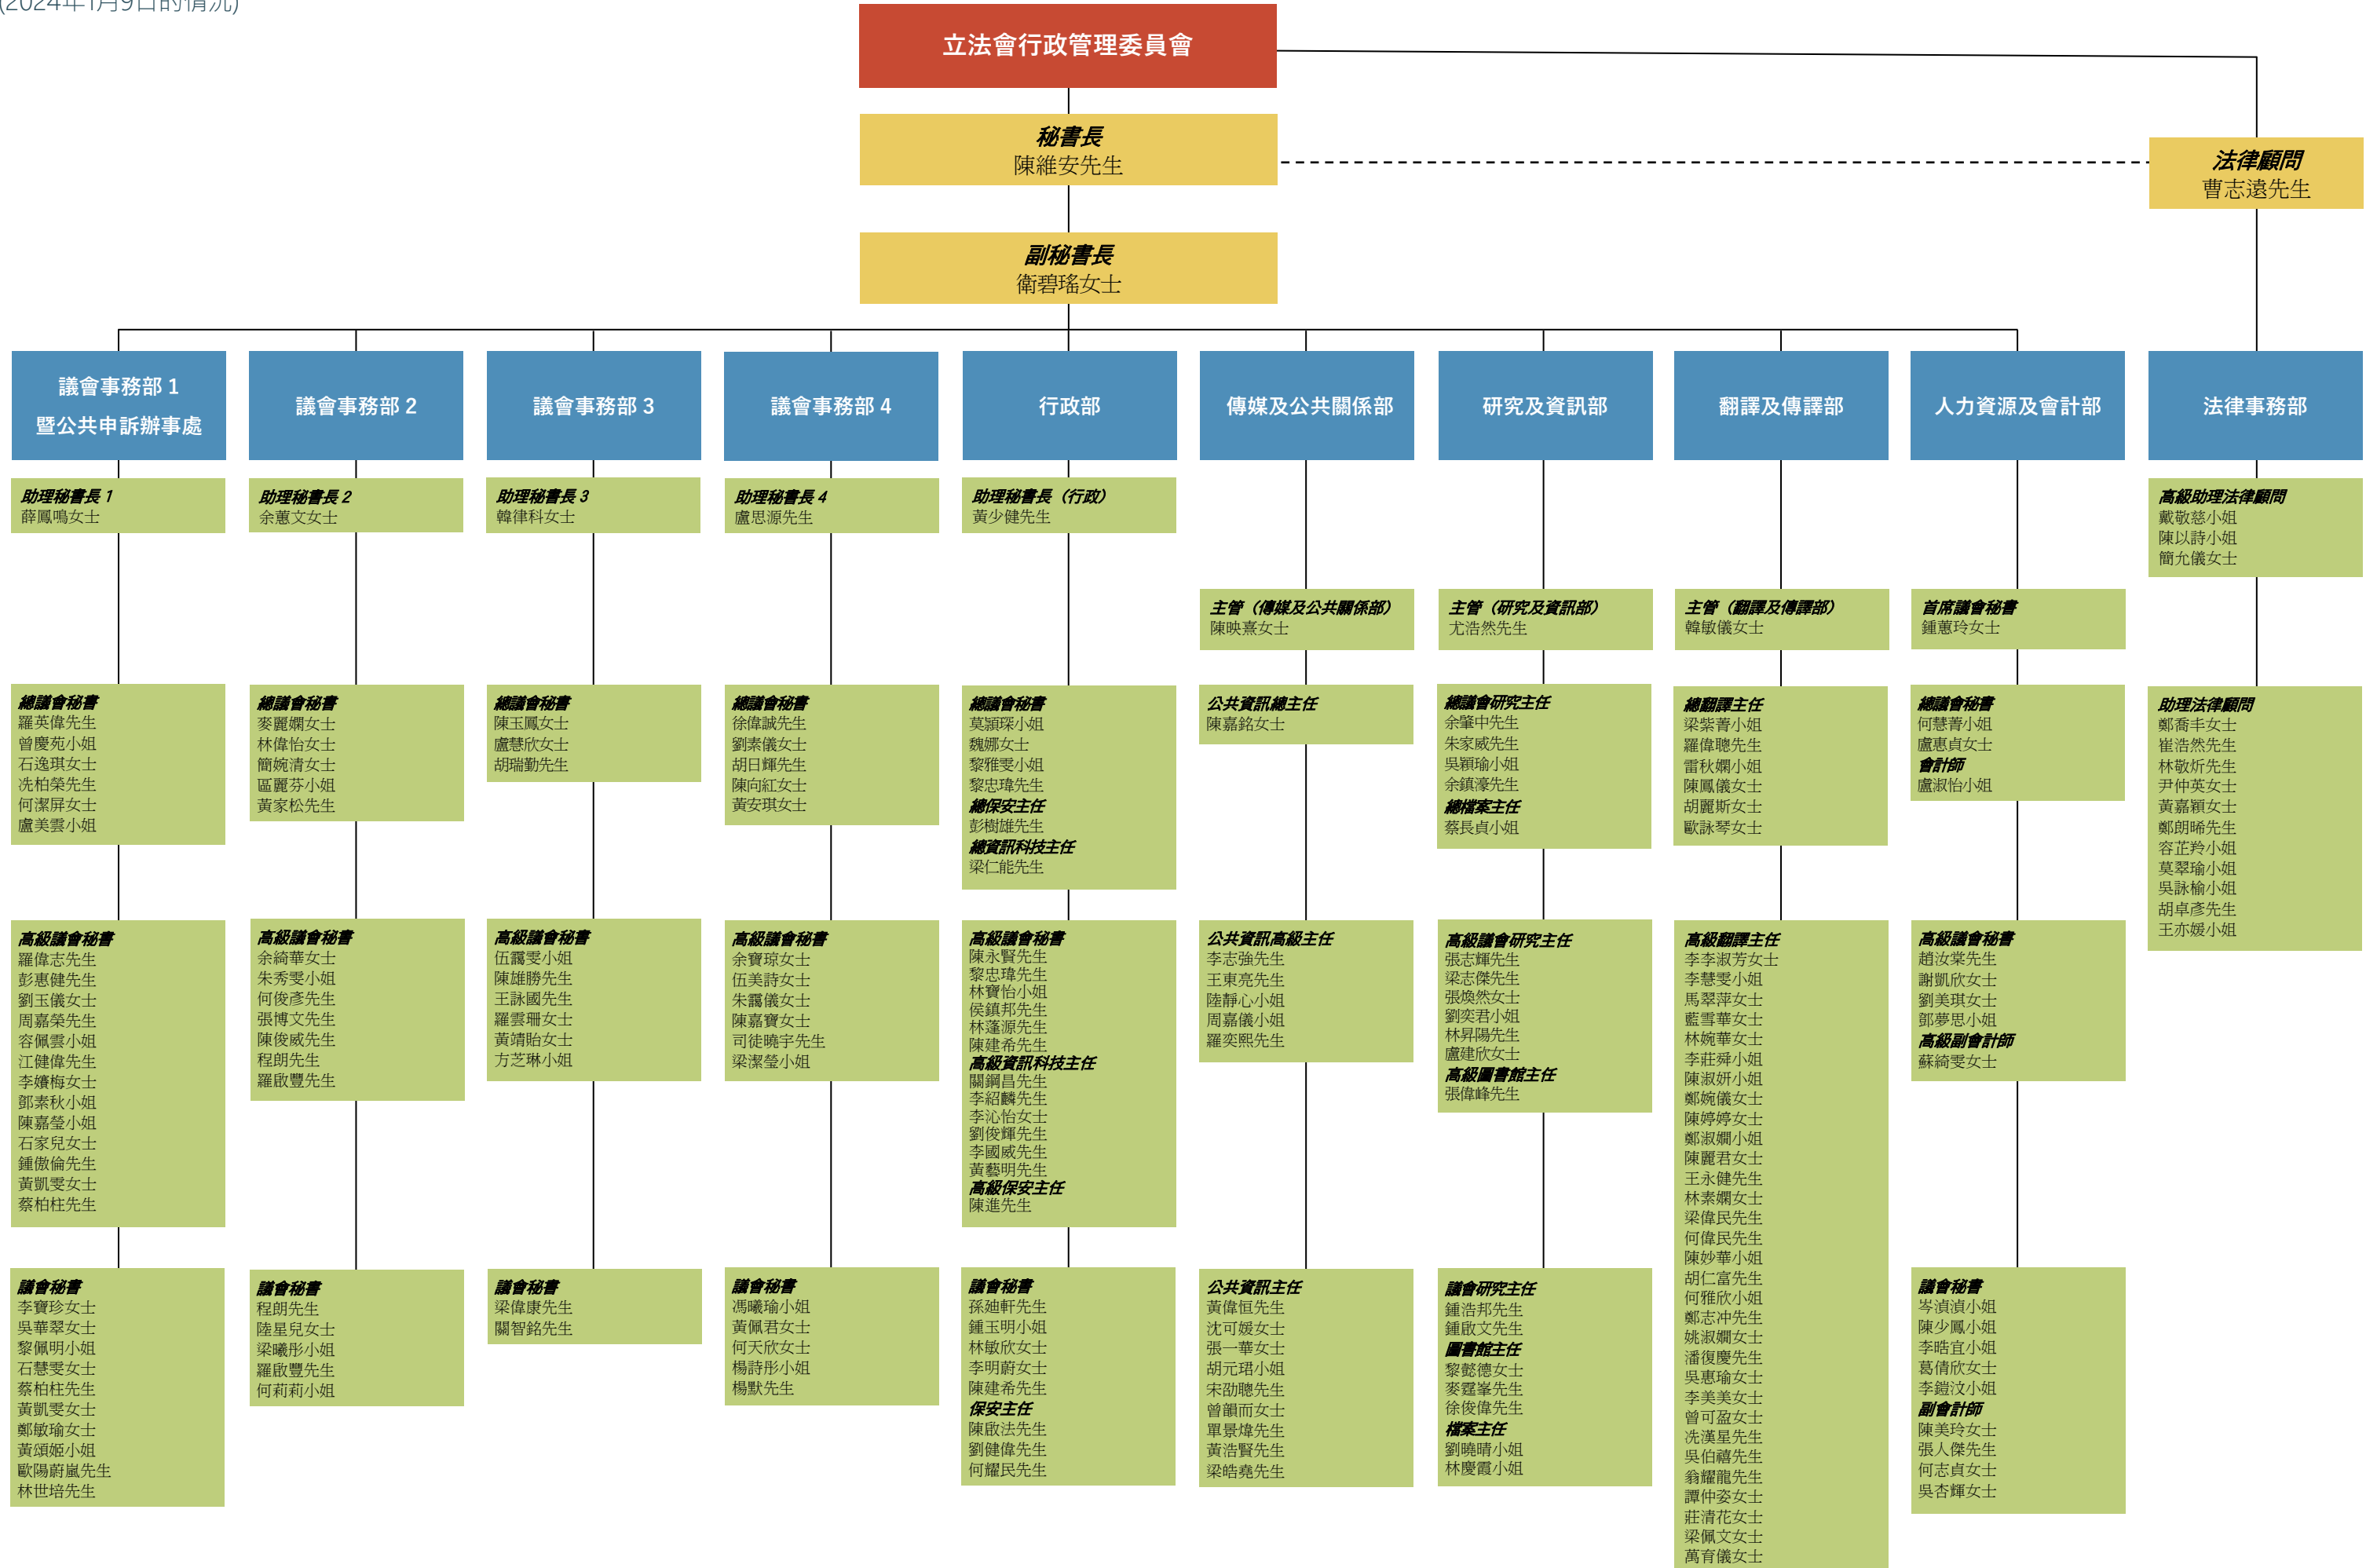 (2024年1月9日的情況)
立法會行政管理委員會
秘書長
陳維安先生
法律顧問
曹志遠先生
副秘書長
衛碧瑤女士
議會事務部 1
暨公共申訴辦事處
議會事務部 2
議會事務部 3
議會事務部 4
行政部
傳媒及公共關係部
研究及資訊部
翻譯及傳譯部
人力資源及會計部
法律事務部
助理秘書長 1
薛鳳鳴女士
助理秘書長 2
余蕙文女士
助理秘書長 3
韓律科女士
助理秘書長 4
盧思源先生
助理秘書長（行政）
黃少健先生
高級助理法律顧問
戴敬慈小姐
陳以詩小姐
簡允儀女士
主管（傳媒及公共關係部）
陳映熹女士
主管（研究及資訊部）
尤浩然先生
主管（翻譯及傳譯部）
韓敏儀女士
首席議會秘書
鍾蕙玲女士
總議會秘書
羅英偉先生
曾慶苑小姐
石逸琪女士
冼柏榮先生
何潔屏女士
盧美雲小姐
總議會秘書
麥麗嫻女士
林偉怡女士
簡婉清女士
區麗芬小姐
黃家松先生
總議會秘書
陳玉鳳女士
盧慧欣女士
胡瑞勤先生
總議會秘書
徐偉誠先生
劉素儀女士
胡日輝先生
陳向紅女士
黃安琪女士
總議會秘書
莫穎琛小姐
魏娜女士
黎雅雯小姐
黎忠瑋先生
總保安主任
彭樹雄先生
總資訊科技主任
梁仁能先生
公共資訊總主任
陳嘉銘女士
總議會研究主任
余肇中先生
朱家威先生
吳穎瑜小姐
余鎮濠先生
總檔案主任
蔡長貞小姐
總翻譯主任
梁紫菁小姐
羅偉聰先生
雷秋嫻小姐
陳鳳儀女士
胡麗斯女士
歐詠琴女士
總議會秘書
何慧菁小姐
盧惠貞女士
會計師
盧淑怡小姐
助理法律顧問
鄭喬丰女士
崔浩然先生
林敬炘先生
尹仲英女士
黃嘉穎女士
鄭朗晞先生
容芷羚小姐
莫翠瑜小姐
吳詠榆小姐
胡卓彥先生
王亦媛小姐
高級議會秘書
羅偉志先生
彭惠健先生
劉玉儀女士
周嘉榮先生
容佩雲小姐
江健偉先生
李嬪梅女士
鄧素秋小姐
陳嘉瑩小姐
石家兒女士
鍾傲倫先生
黃凱雯女士
蔡柏柱先生
高級議會秘書
余綺華女士
朱秀雯小姐
何俊彥先生
張博文先生
陳俊威先生
程朗先生
羅啟豐先生
高級議會秘書
伍靄雯小姐
陳雄勝先生
王詠國先生
羅雲珊女士
黃靖貽女士
方芝琳小姐
高級議會秘書
余寶琼女士
伍美詩女士
朱靄儀女士
陳嘉寶女士
司徒曉宇先生
梁潔瑩小姐
高級議會秘書
陳永賢先生
黎忠瑋先生
林寶怡小姐
侯鎮邦先生
林蓬源先生
陳建希先生
高級資訊科技主任
關鋼昌先生
李紹麟先生
李沁怡女士
劉俊輝先生
李國威先生
黃藝明先生
高級保安主任
陳進先生
公共資訊高級主任
李志強先生
王東亮先生
陸靜心小姐
周嘉儀小姐
羅奕熙先生
高級議會研究主任
張志輝先生
梁志傑先生
張煥然女士
劉奕君小姐
林昇陽先生
盧建欣女士
高級圖書館主任
張偉峰先生
高級翻譯主任
李李淑芳女士
李慧雯小姐
馬翠萍女士
藍雪華女士
林婉華女士
李莊舜小姐
陳淑妍小姐
鄭婉儀女士
陳婷婷女士
鄭淑嫻小姐
陳麗君女士
王永健先生
林素嫻女士
梁偉民先生
何偉民先生
陳妙華小姐
胡仁富先生
何雅欣小姐
鄭志沖先生
姚淑嫻女士
潘復慶先生
吳惠瑜女士
李美美女士
曾可盈女士
冼漢星先生
吳伯禧先生
翁耀龍先生
譚仲姿女士
莊清花女士
梁佩文女士
萬育儀女士
高級議會秘書
趙汝棠先生
謝凱欣女士
劉美琪女士
鄧夢思小姐
高級副會計師
蘇綺雯女士
議會秘書
李寶珍女士
吳華翠女士
黎佩明小姐
石慧雯女士
蔡柏柱先生
黃凱雯女士
鄭敏瑜女士
黃頌姬小姐
歐陽蔚嵐先生
林世培先生
議會秘書
程朗先生
陸星兒女士
梁曦彤小姐
羅啟豐先生
何莉莉小姐
議會秘書
梁偉康先生
關智銘先生
議會秘書
馮曦瑜小姐
黃佩君女士
何天欣女士
楊詩彤小姐
楊默先生
議會秘書
孫廸軒先生
鍾玉明小姐
林敏欣女士
李明蔚女士
陳建希先生
保安主任
陳啟法先生
劉健偉先生
何耀民先生
公共資訊主任
黃偉恒先生
沈可媛女士
張一華女士
胡元珺小姐
宋劭聰先生
曾韻而女士
單景煒先生
黃浩賢先生
梁皓堯先生
議會研究主任
鍾浩邦先生
鍾啟文先生
圖書館主任
黎懿德女士
麥霆峯先生
徐俊偉先生
檔案主任
劉曉晴小姐
林慶霞小姐
議會秘書
岑湞湞小姐
陳少鳳小姐
李晧宜小姐
葛倩欣女士
李鎧汶小姐
副會計師
陳美玲女士
張人傑先生
何志貞女士
吳杏輝女士